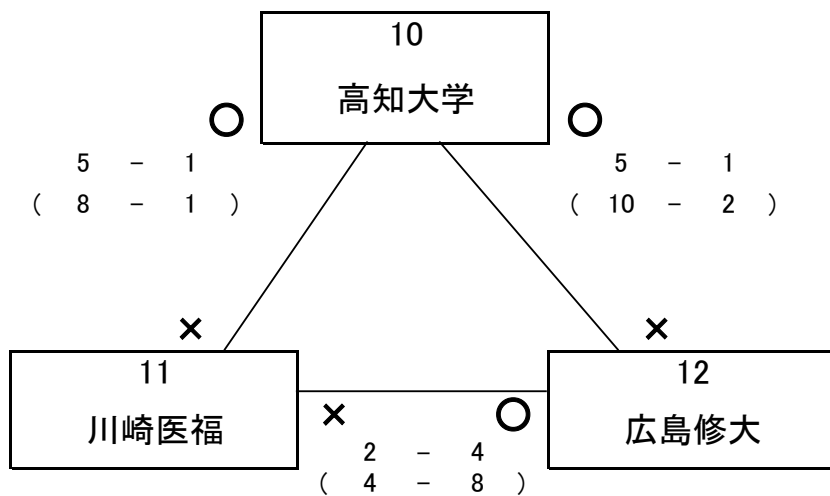 10
高知大学
○ ○
5 - 1
( 8 - 1 )
5 - 1
( 10 - 2 )
× ×
11
川崎医福
12
広島修大
× ○
2 - 4
( 4 - 8 )